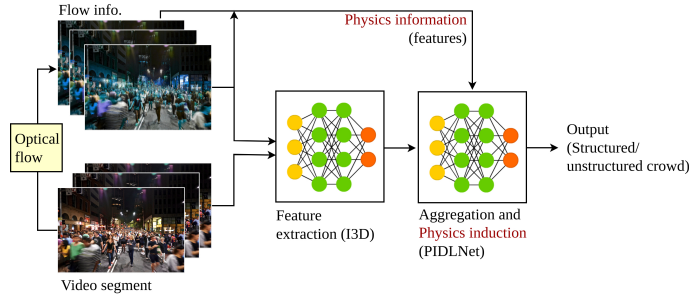 Flow info.
Physics information
(features)
Optical
flow
Output
(Structured/
unstructured crowd)
Feature
extraction (I3D)
Aggregation and
Physics induction
(PIDLNet)
Video segment